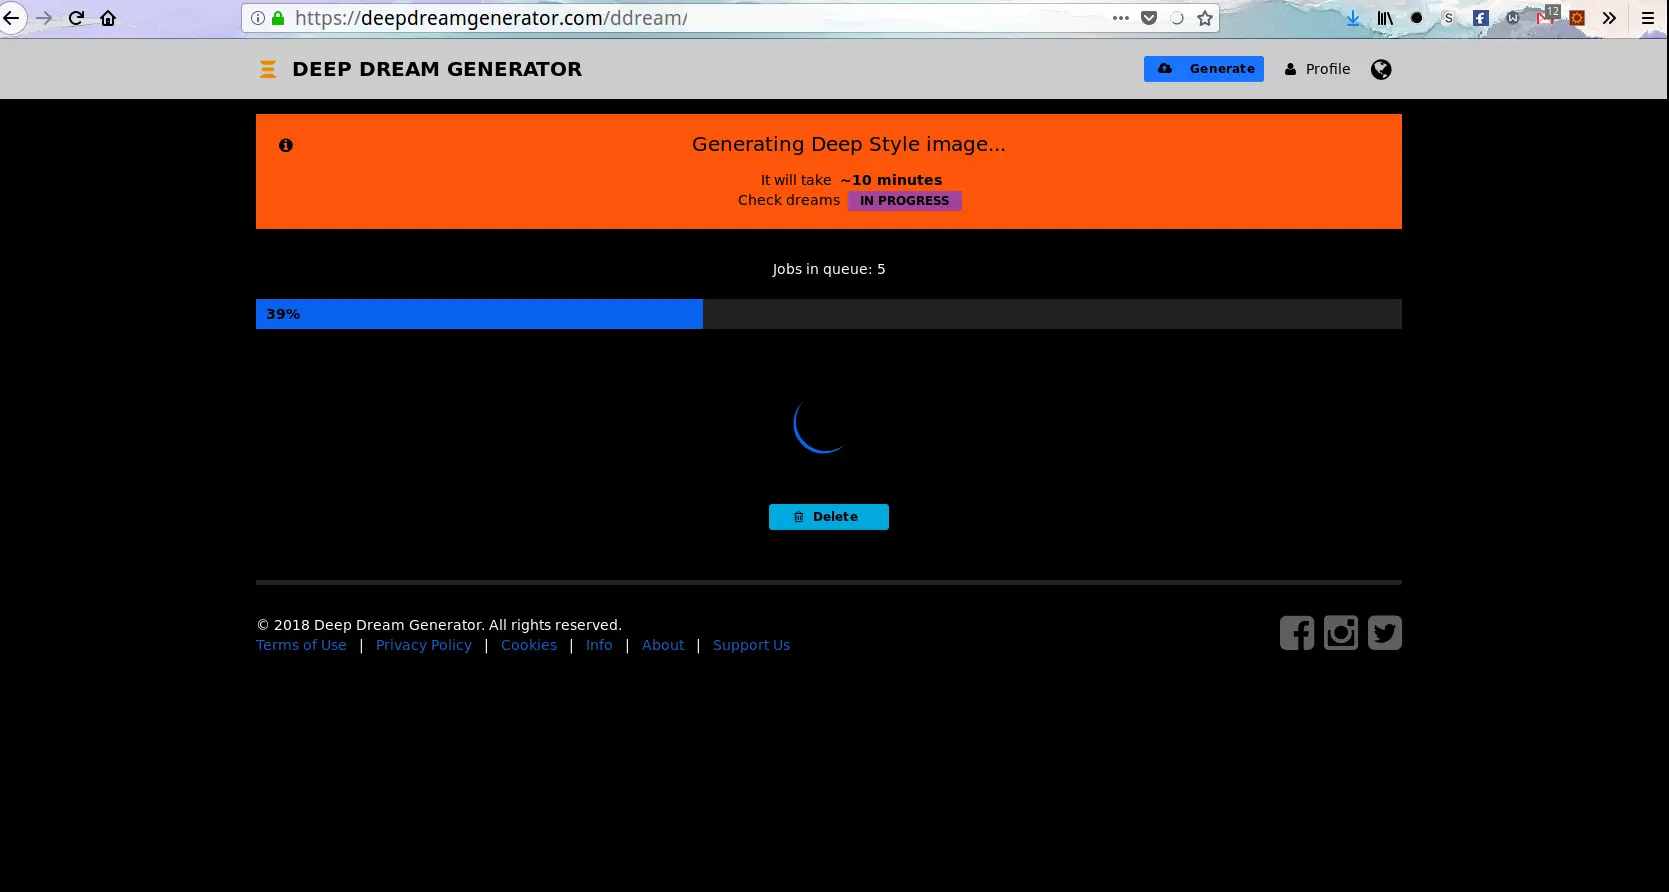 https://deepdreamgenerator.com/ddream/
S
12
DEEP DREAM GENERATOR
Generate
Profile
Generating Deep Style image...
It will take ~10 minutes
Check dreams IN PROGRESS
Jobs in queue: 5
39%
Delete
© 2018 Deep Dream Generator. All rights reserved.
Terms of Use | Privacy Policy | Cookies | Info | About | Support Us